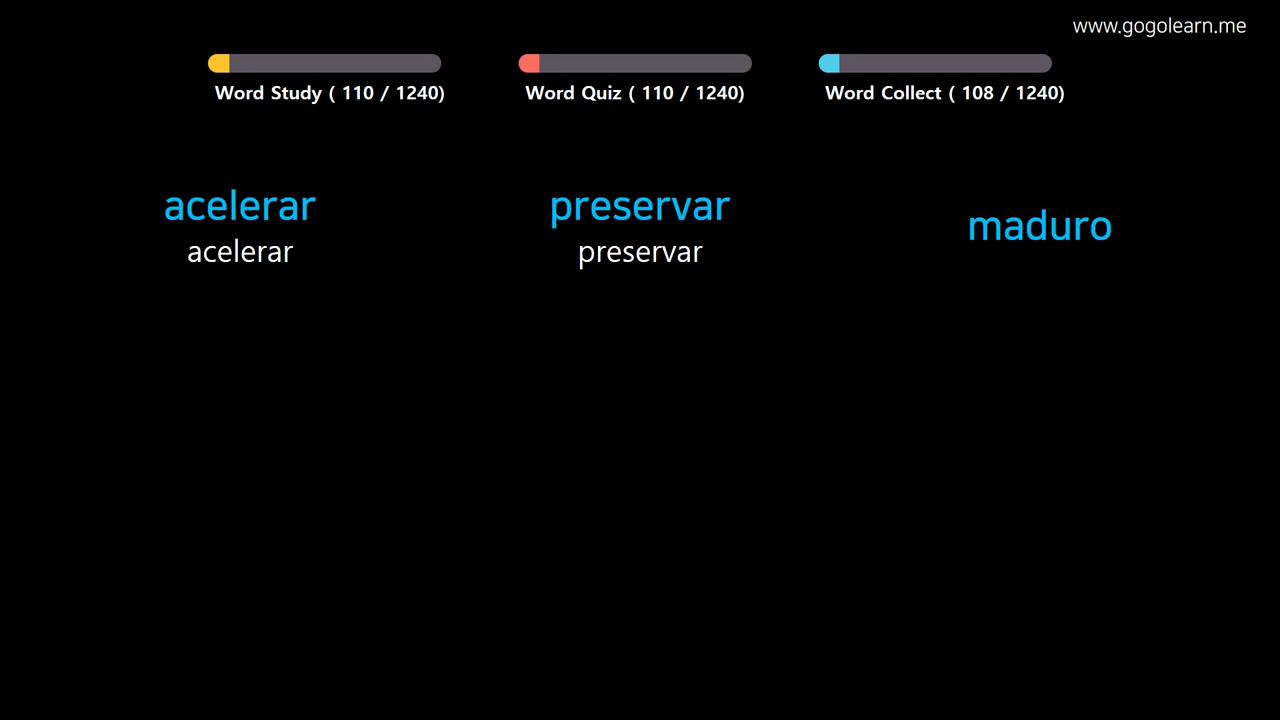 www.gogolearn.me
Word Study ( 110 / 1240)
Word Quiz ( 110 / 1240)
Word Collect ( 108 / 1240)
acelerar
acelerar
preservar
preservar
maduro